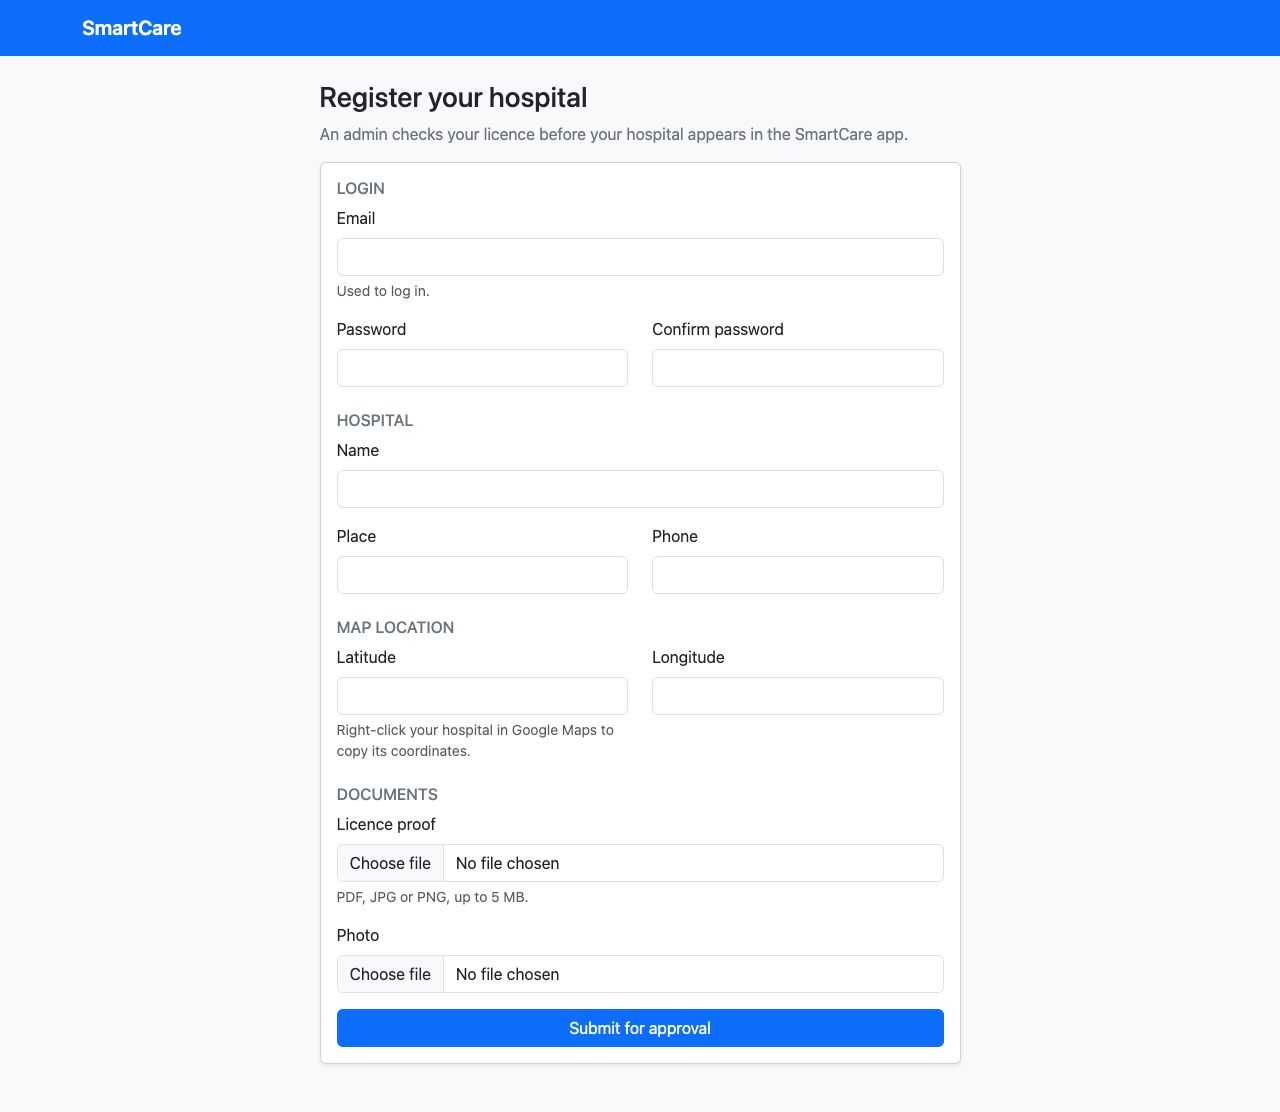 SmartCare
Register your hospital
An admin checks your licence before your hospital appears in the SmartCare app.
LOGIN
Email
Used to log in.
Password
Confirm password
HOSPITAL
Name
Place
Phone
MAP LOCATION
Latitude
Longitude
Right-click your hospital in Google Maps to
copy its coordinates.
DOCUMENTS
Licence proof
Choose file No file chosen
PDF, JPG or PNG, up to 5 MB.
Photo
Choose file No file chosen
Submit for approval